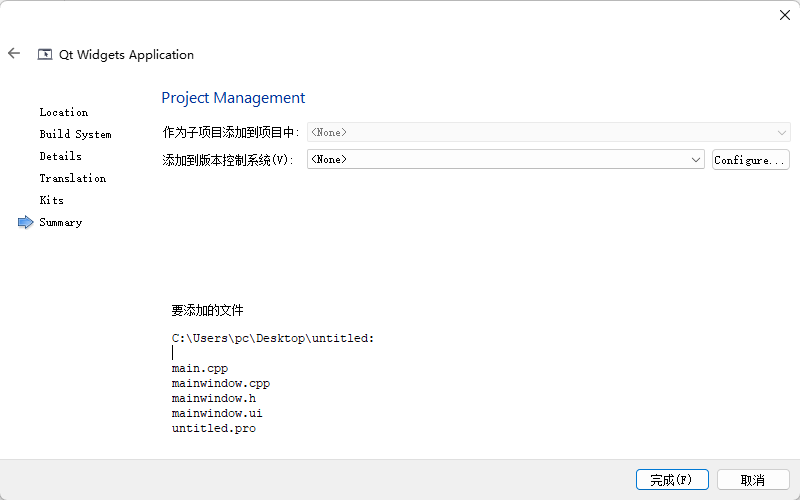 Qt Widgets Application
Location
Build System
Details
Translation
Kits
Summary
Project Management
作为子项目添加到项目中: <None>
添加到版本控制系统(V): <None> Configure...
要添加的文件
C:\Users\pc\Desktop\untitled:
main.cpp
mainwindow.cpp
mainwindow.h
mainwindow.ui
untitled.pro
完成(F) 取消